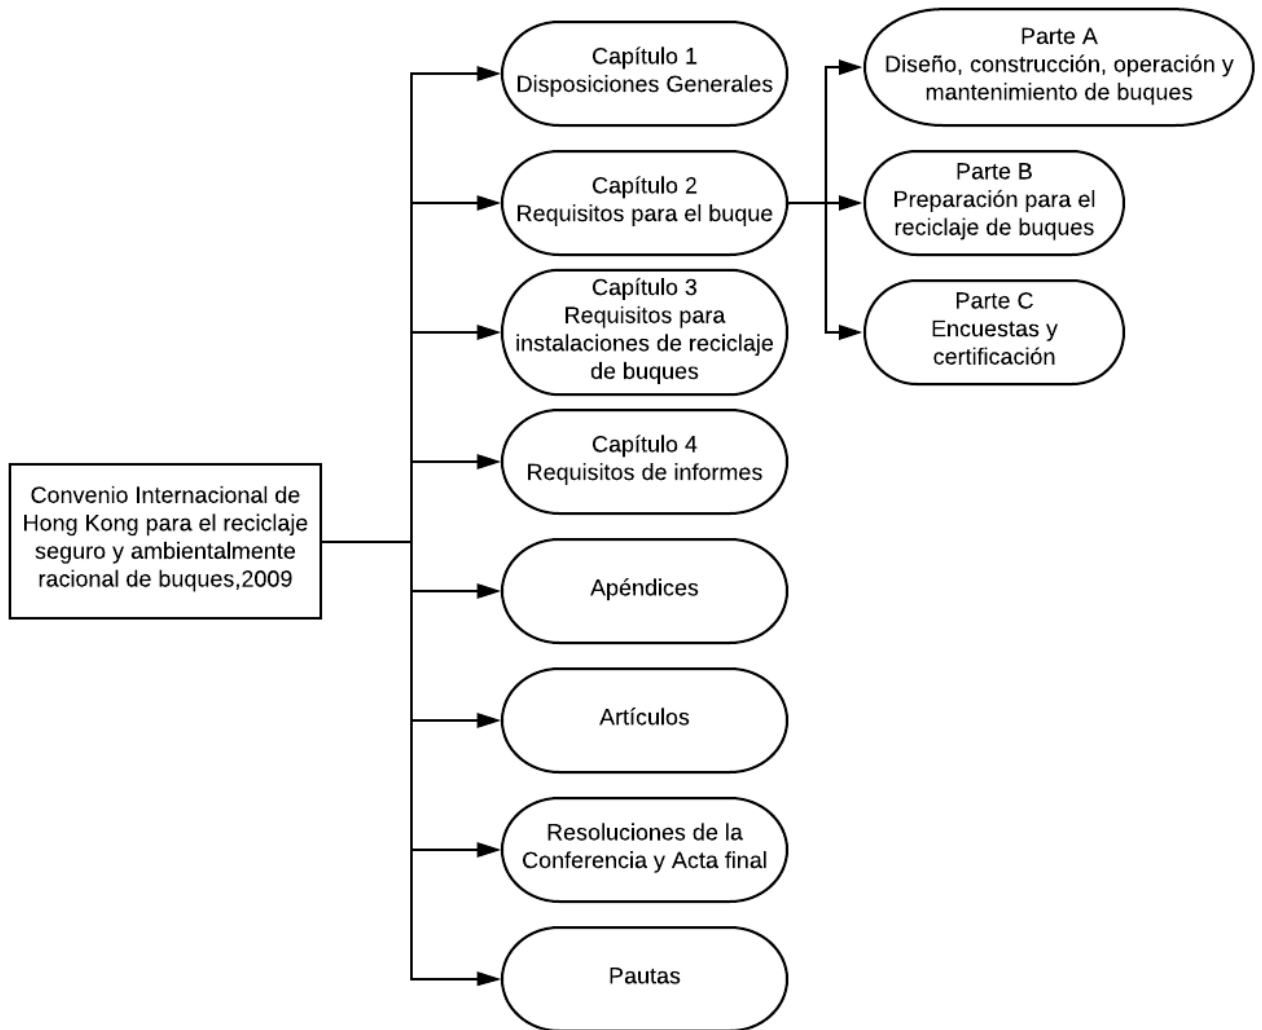 Convenio Internacional de
Hong Kong para el reciclaje
seguro y ambientalmente
racional de buques,2009
Capítulo 1
Disposiciones Generales
Capítulo 2
Requisitos para el buque
Parte A
Diseño, construcción, operación y
mantenimiento de buques
Parte B
Preparación para el
reciclaje de buques
Parte C
Encuestas y
certificación
Capítulo 3
Requisitos para
instalaciones de reciclaje
de buques
Capítulo 4
Requisitos de informes
Apéndices
Artículos
Resoluciones de la
Conferencia y Acta final
Pautas